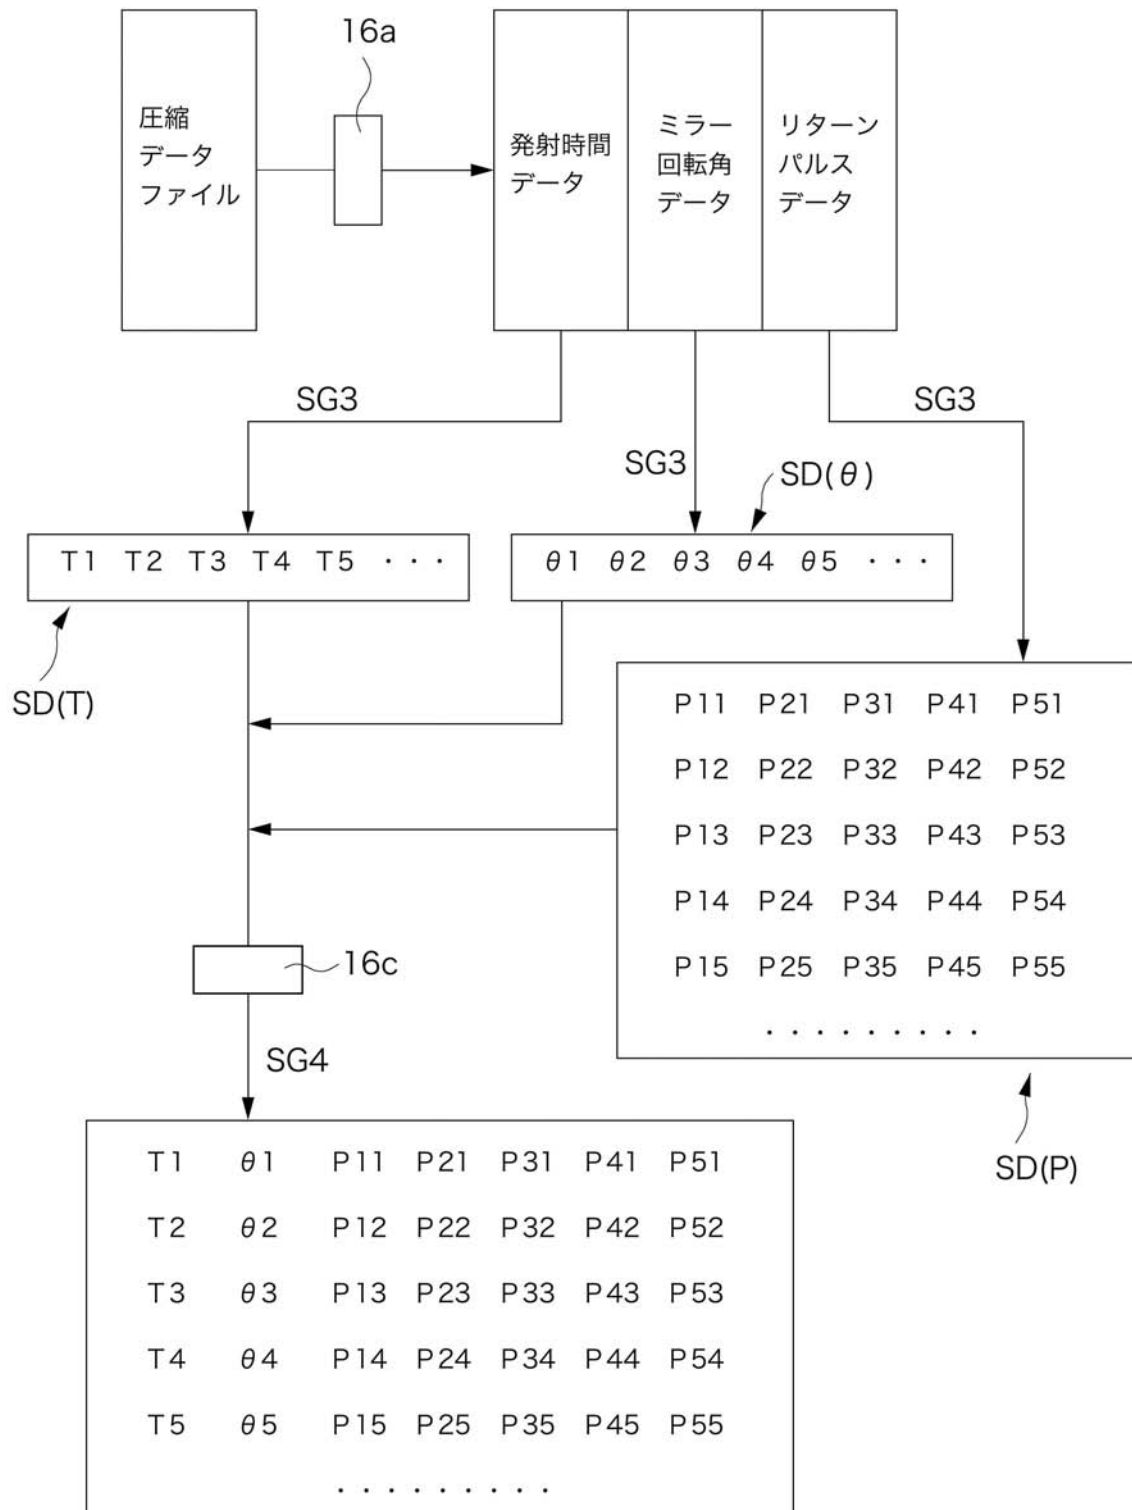 16a
圧縮
データ
ファイル
発射時間
データ
ミラー
回転角
データ
リターン
パルス
データ
SG3
SG3
SG3
SD(θ)
T1 T2 T3 T4 T5 ・・・
θ1 θ2 θ3 θ4 θ5 ・・・
SD(T)
P11 P21 P31 P41 P51
P12 P22 P32 P42 P52
P13 P23 P33 P43 P53
P14 P24 P34 P44 P54
P15 P25 P35 P45 P55
・・・・・・・・・
16c
SG4
SD(P)
T1 θ1 P11 P21 P31 P41 P51
T2 θ2 P12 P22 P32 P42 P52
T3 θ3 P13 P23 P33 P43 P53
T4 θ4 P14 P24 P34 P44 P54
T5 θ5 P15 P25 P35 P45 P55
・・・・・・・・・